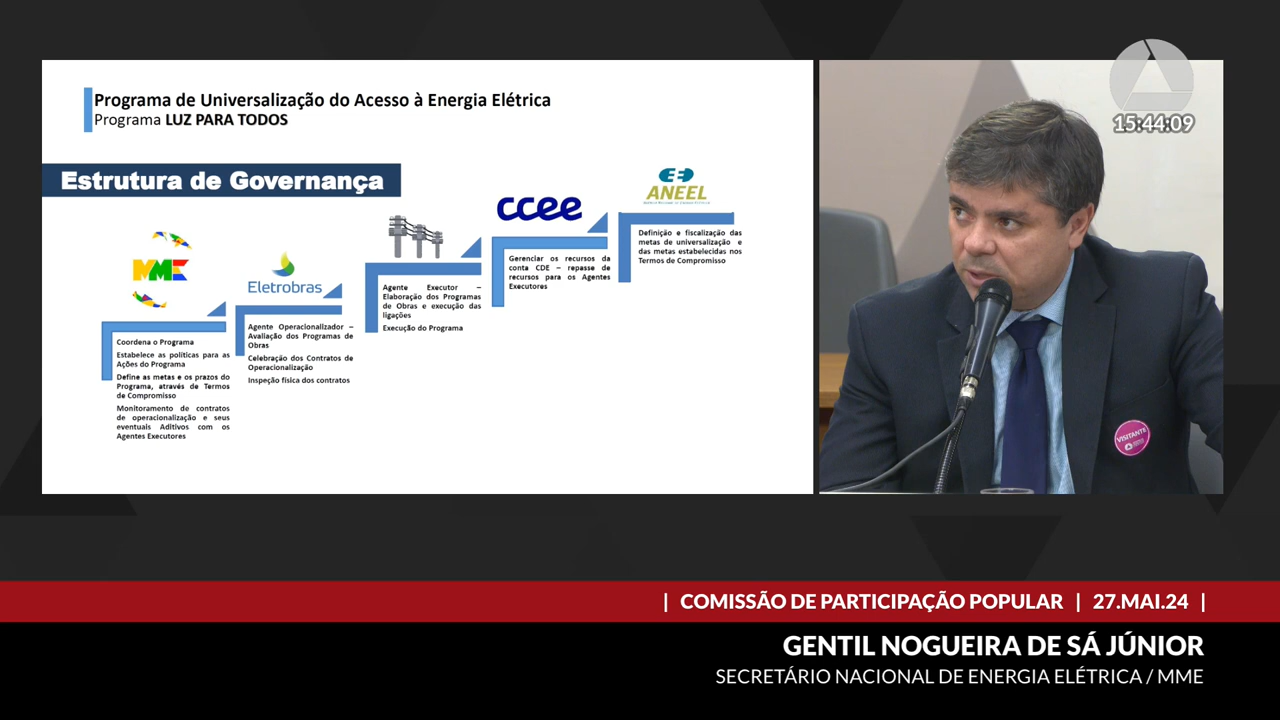 15:44:09
Programa de Universalização do Acesso à Energia Elétrica
Programa LUZ PARA TODOS
Estrutura de Governança
MME
Coordena o Programa
Estabelece as políticas para as
Ações do Programa
Define as metas e os prazos do
Programa, através de Termos
de Compromisso
Monitoramento de contratos
de operacionalização e seus
eventuais Aditivos com os
Agentes Executores
Eletrobras
Agente Operacionalizador –
Avaliação dos Programas de
Obras
Celebração dos Contratos de
Operacionalização
Inspeção física dos contratos
Agente Executor –
Elaboração dos Programas
de Obras e execução das
ligações
Execução do Programa
ccee
Gerenciar os recursos da
conta CDE – repasse de
recursos para os Agentes
Executores
ANEEL
Definição e fiscalização das
metas de universalização e
das metas estabelecidas nos
Termos de Compromisso
VISITANTE
| COMISSÃO DE PARTICIPAÇÃO POPULAR | 27.MAI.24 |
GENTIL NOGUEIRA DE SÁ JÚNIOR
SECRETÁRIO NACIONAL DE ENERGIA ELÉTRICA / MME